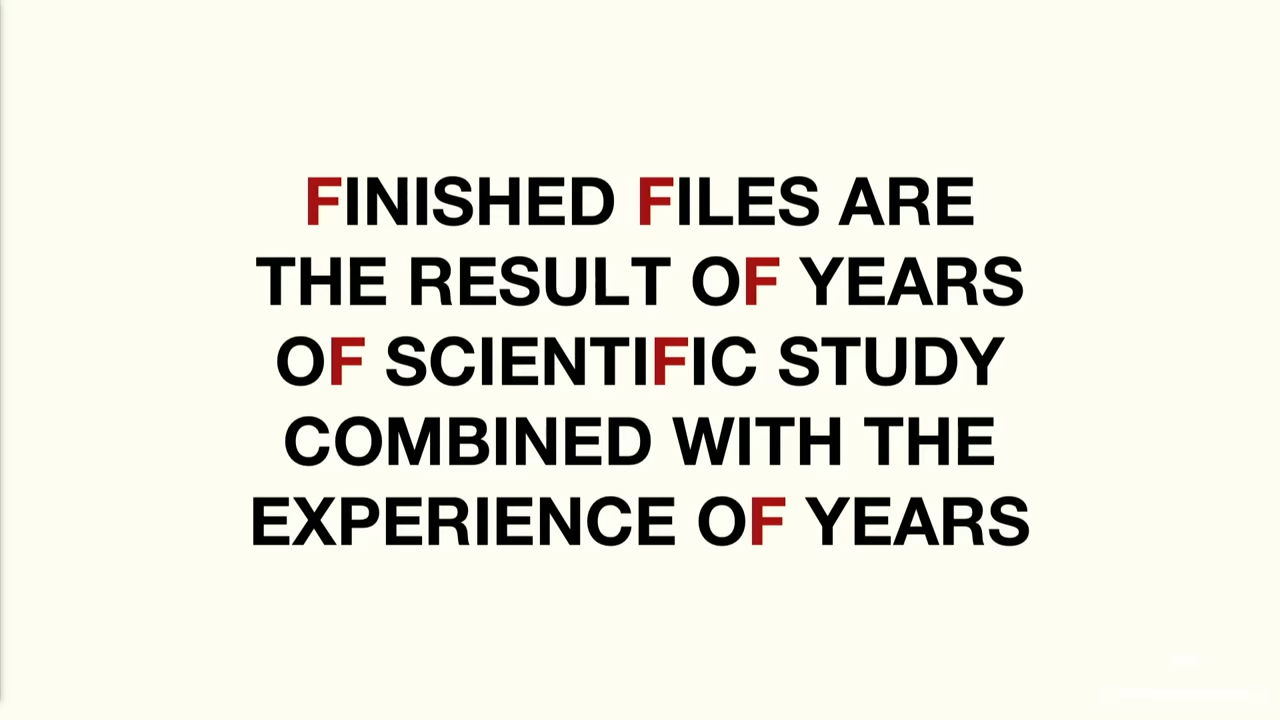 FINISHED FILES ARE
THE RESULT OF YEARS
OF SCIENTIFIC STUDY
COMBINED WITH THE
EXPERIENCE OF YEARS